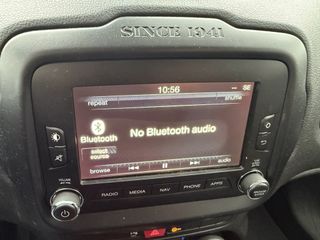 SINCE 1941
10:56
SE
repeat
shuffle
No Bluetooth audio
Bluetooth
select
source
browse
audio
RADIO MEDIA NAV PHONE APPS